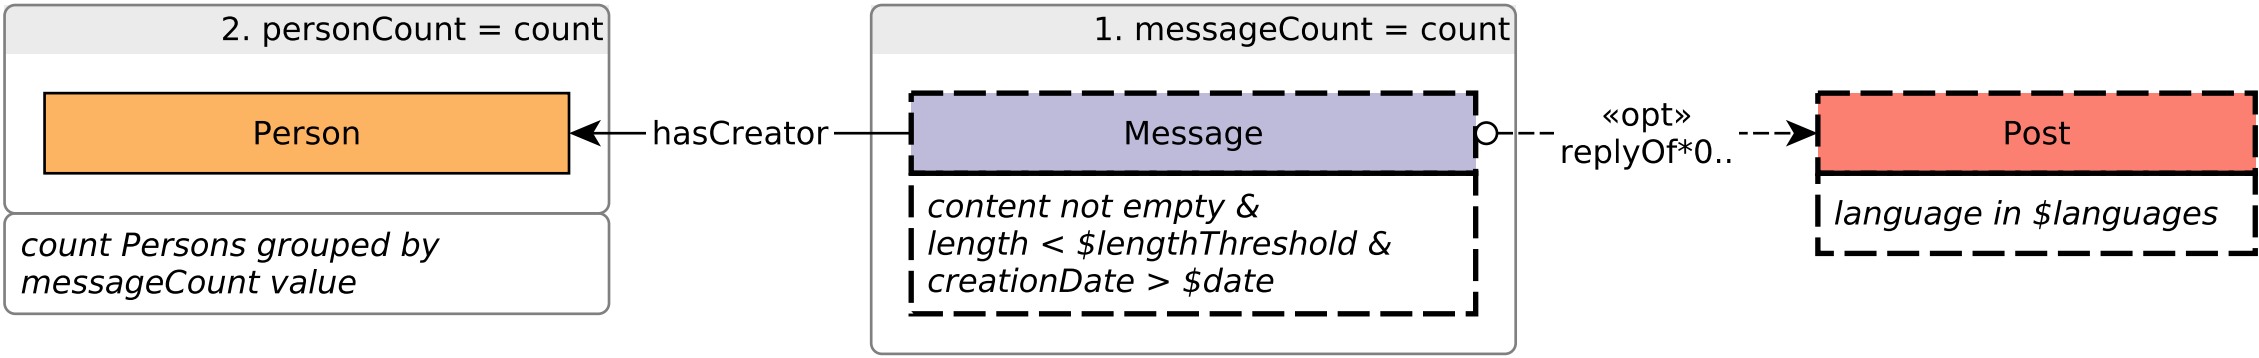 2. personCount = count
Person
count Persons grouped by
messageCount value
hasCreator
1. messageCount = count
Message
content not empty &
length < $lengthThreshold &
creationDate > $date
«opt»
replyOf*0..
Post
language in $languages